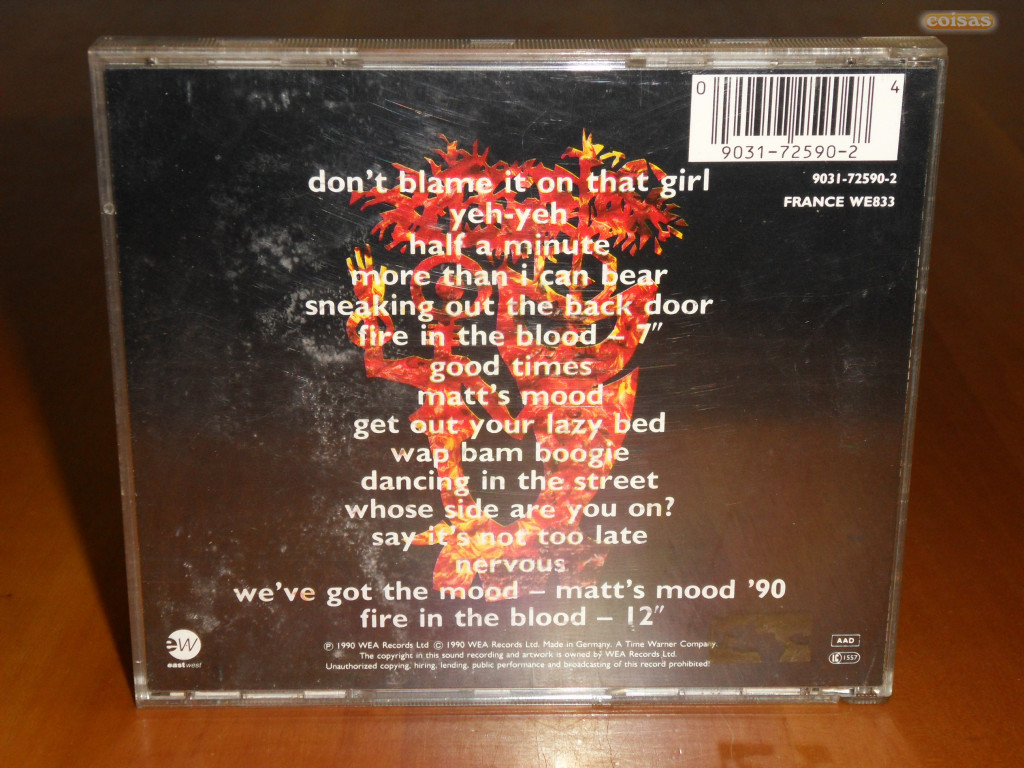 coisas
0 4
9031-72590-2
9031-72590-2
FRANCE WE833
don't blame it on that girl
yeh-yeh
half a minute
more than i can bear
sneaking out the back door
fire in the blood – 7"
good times
matt's mood
get out your lazy bed
wap bam boogie
dancing in the street
whose side are you on?
say it's not too late
nervous
we've got the mood – matt's mood '90
fire in the blood – 12"
ew
eastwest
℗ 1990 WEA Records Ltd © 1990 WEA Records Ltd. Made in Germany. A Time Warner Company.
The copyright in this sound recording and artwork is owned by WEA Records Ltd.
Unauthorized copying, hiring, lending, public performance and broadcasting of this record prohibited!
AAD
LC 1557